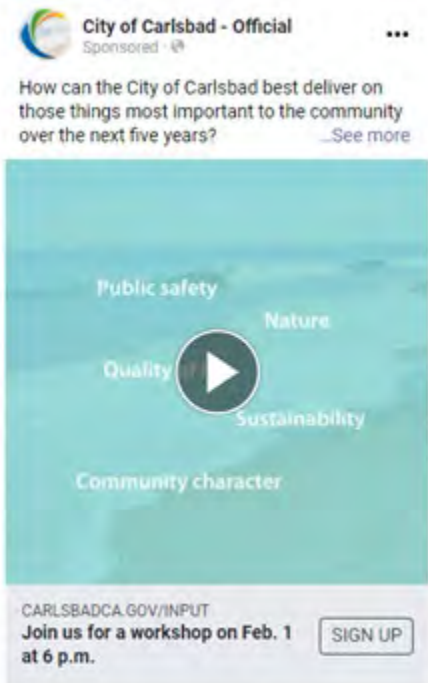 City of Carlsbad - Official
Sponsored ·
How can the City of Carlsbad best deliver on
those things most important to the community
over the next five years? ...See more
Public safety
Nature
Quality
Sustainability
Community character
CARLSBADCA.GOV/INPUT
Join us for a workshop on Feb. 1
at 6 p.m.
SIGN UP